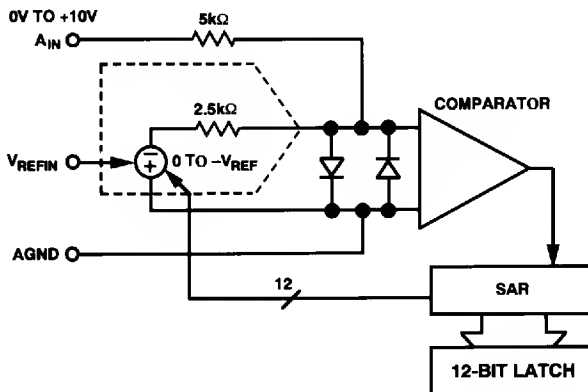 0V TO +10V
A_IN
5kΩ
COMPARATOR
2.5kΩ
V_REFIN
− +
0 TO −V_REF
AGND
12
SAR
12-BIT LATCH